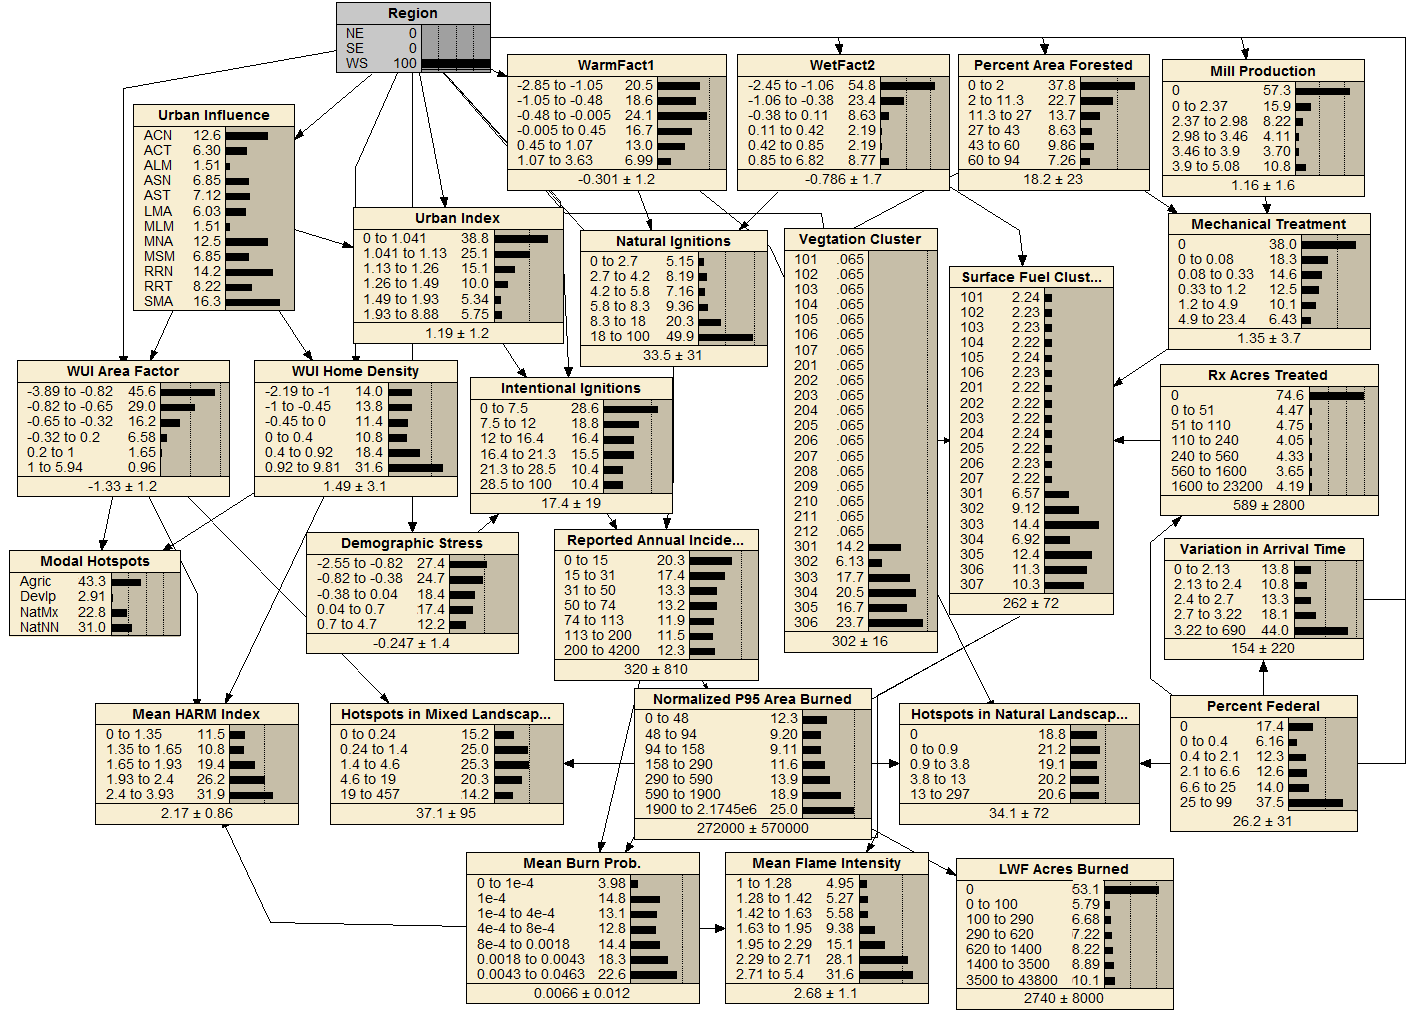 Region
NE 0
SE 0
WS 100
WarmFact1
-2.85 to -1.05 20.5
-1.05 to -0.48 18.6
-0.48 to -0.005 24.1
-0.005 to 0.45 16.7
0.45 to 1.07 13.0
1.07 to 3.63 6.99
-0.301 ± 1.2
WetFact2
-2.45 to -1.06 54.8
-1.06 to -0.38 23.4
-0.38 to 0.11 8.63
0.11 to 0.42 2.19
0.42 to 0.85 2.19
0.85 to 6.82 8.77
-0.786 ± 1.7
Percent Area Forested
0 to 2 37.8
2 to 11.3 22.7
11.3 to 27 13.7
27 to 43 8.63
43 to 60 9.86
60 to 94 7.26
18.2 ± 23
Mill Production
0 57.3
0 to 2.37 15.9
2.37 to 2.98 8.22
2.98 to 3.46 4.11
3.46 to 3.9 3.70
3.9 to 5.08 10.8
1.16 ± 1.6
Urban Influence
ACN 12.6
ACT 6.30
ALM 1.51
ASN 6.85
AST 7.12
LMA 6.03
MLM 1.51
MNA 12.5
MSM 6.85
RRN 14.2
RRT 8.22
SMA 16.3
Urban Index
0 to 1.041 38.8
1.041 to 1.13 25.1
1.13 to 1.26 15.1
1.26 to 1.49 10.0
1.49 to 1.93 5.34
1.93 to 8.88 5.75
1.19 ± 1.2
Natural Ignitions
0 to 2.7 5.15
2.7 to 4.2 8.19
4.2 to 5.8 7.16
5.8 to 8.3 9.36
8.3 to 18 20.3
18 to 100 49.9
33.5 ± 31
Vegtation Cluster
101 .065
102 .065
103 .065
104 .065
105 .065
106 .065
107 .065
201 .065
202 .065
203 .065
204 .065
205 .065
206 .065
207 .065
208 .065
209 .065
210 .065
211 .065
212 .065
301 14.2
302 6.13
303 17.7
304 20.5
305 16.7
306 23.7
302 ± 16
Surface Fuel Clust...
101 2.24
102 2.23
103 2.23
104 2.22
105 2.24
106 2.23
201 2.22
202 2.22
203 2.22
204 2.24
205 2.22
206 2.23
207 2.22
301 6.57
302 9.12
303 14.4
304 6.92
305 12.4
306 11.3
307 10.3
262 ± 72
Mechanical Treatment
0 38.0
0 to 0.08 18.3
0.08 to 0.33 14.6
0.33 to 1.2 12.5
1.2 to 4.9 10.1
4.9 to 23.4 6.43
1.35 ± 3.7
WUI Area Factor
-3.89 to -0.82 45.6
-0.82 to -0.65 29.0
-0.65 to -0.32 16.2
-0.32 to 0.2 6.58
0.2 to 1 1.65
1 to 5.94 0.96
-1.33 ± 1.2
WUI Home Density
-2.19 to -1 14.0
-1 to -0.45 13.8
-0.45 to 0 11.4
0 to 0.4 10.8
0.4 to 0.92 18.4
0.92 to 9.81 31.6
1.49 ± 3.1
Intentional Ignitions
0 to 7.5 28.6
7.5 to 12 18.8
12 to 16.4 16.4
16.4 to 21.3 15.5
21.3 to 28.5 10.4
28.5 to 100 10.4
17.4 ± 19
Rx Acres Treated
0 74.6
0 to 51 4.47
51 to 110 4.75
110 to 240 4.05
240 to 560 4.33
560 to 1600 3.65
1600 to 23200 4.19
589 ± 2800
Modal Hotspots
Agric 43.3
Devlp 2.91
NatMx 22.8
NatNN 31.0
Demographic Stress
-2.55 to -0.82 27.4
-0.82 to -0.38 24.7
-0.38 to 0.04 18.4
0.04 to 0.7 17.4
0.7 to 4.7 12.2
-0.247 ± 1.4
Reported Annual Incide...
0 to 15 20.3
15 to 31 17.4
31 to 50 13.3
50 to 74 13.2
74 to 113 11.9
113 to 200 11.5
200 to 4200 12.3
320 ± 810
Variation in Arrival Time
0 to 2.13 13.8
2.13 to 2.4 10.8
2.4 to 2.7 13.3
2.7 to 3.22 18.1
3.22 to 690 44.0
154 ± 220
Mean HARM Index
0 to 1.35 11.5
1.35 to 1.65 10.8
1.65 to 1.93 19.4
1.93 to 2.4 26.2
2.4 to 3.93 31.9
2.17 ± 0.86
Hotspots in Mixed Landscap...
0 to 0.24 15.2
0.24 to 1.4 25.0
1.4 to 4.6 25.3
4.6 to 19 20.3
19 to 457 14.2
37.1 ± 95
Normalized P95 Area Burned
0 to 48 12.3
48 to 94 9.20
94 to 158 9.11
158 to 290 11.6
290 to 590 13.9
590 to 1900 18.9
1900 to 2.1745e6 25.0
272000 ± 570000
Hotspots in Natural Landscap...
0 18.8
0 to 0.9 21.2
0.9 to 3.8 19.1
3.8 to 13 20.2
13 to 297 20.6
34.1 ± 72
Percent Federal
0 17.4
0 to 0.4 6.16
0.4 to 2.1 12.3
2.1 to 6.6 12.6
6.6 to 25 14.0
25 to 99 37.5
26.2 ± 31
Mean Burn Prob.
0 to 1e-4 3.98
1e-4 14.8
1e-4 to 4e-4 13.1
4e-4 to 8e-4 12.8
8e-4 to 0.0018 14.4
0.0018 to 0.0043 18.3
0.0043 to 0.0463 22.6
0.0066 ± 0.012
Mean Flame Intensity
1 to 1.28 4.95
1.28 to 1.42 5.27
1.42 to 1.63 5.58
1.63 to 1.95 9.38
1.95 to 2.29 15.1
2.29 to 2.71 28.1
2.71 to 5.4 31.6
2.68 ± 1.1
LWF Acres Burned
0 53.1
0 to 100 5.79
100 to 290 6.68
290 to 620 7.22
620 to 1400 8.22
1400 to 3500 8.89
3500 to 43800 10.1
2740 ± 8000